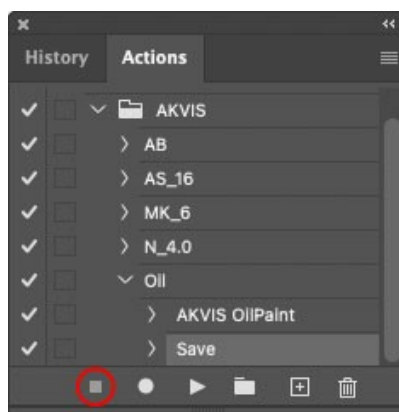 History Actions
AKVIS
AB
AS_16
MK_6
N_4.0
Oil
AKVIS OilPaint
Save